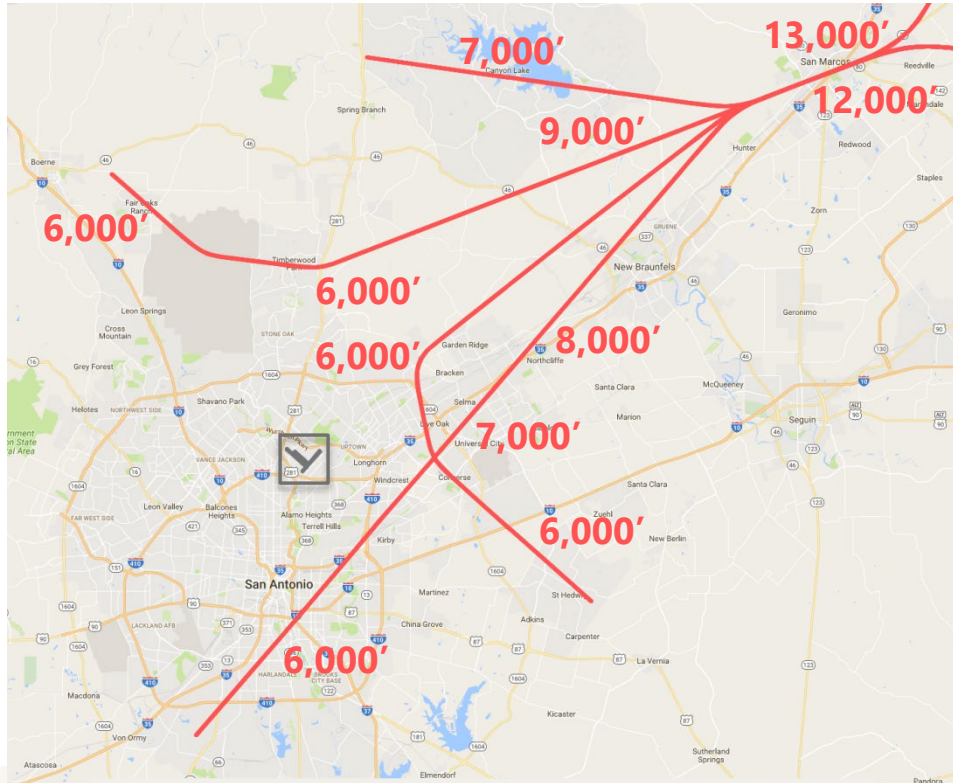 13,000′
7,000′
San Marcos
Canyon Lake
Reedville
12,000′
Spring Branch
9,000′
Hunter
Redwood
Boerne
Staples
Fair Oaks
Ranch
6,000′
Zorn
GRUENE
Timberwood
New Braunfels
6,000′
Leon Springs
Geronimo
Cross
Mountain
STONE OAK
8,000′
Garden Ridge
6,000′
Northcliffe
Grey Forest
Bracken
Santa Clara
McQueeney
Helotes
NORTHWEST SIDE
Shavano Park
Selma
Marion
Seguin
Live Oak
7,000′
UPTOWN
University City
VANCE JACKSON
Longhorn
Windcrest
Converse
Santa Clara
Leon Valley
Balcones
Heights
Alamo Heights
Terrell Hills
FAR WEST SIDE
Zuehl
6,000′
Kirby
New Berlin
San Antonio
Martinez
St Hedwig
LACKLAND AFB
China Grove
Adkins
Carpenter
6,000′
La Vernia
HARLANDALE
BROOKS
CITY BASE
Macdona
Von Ormy
Kicaster
Sutherland
Springs
Atascosa
Elmendorf
Pandora